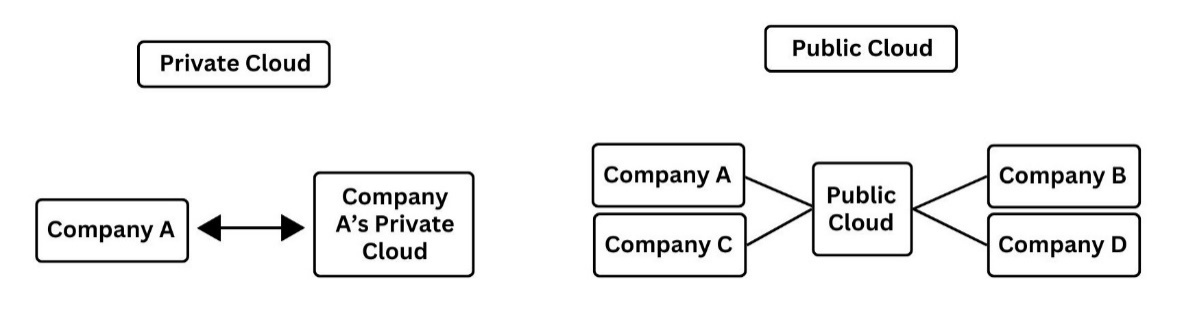 Private Cloud
Company A
Company
A's Private
Cloud
Public Cloud
Company A
Company C
Public
Cloud
Company B
Company D